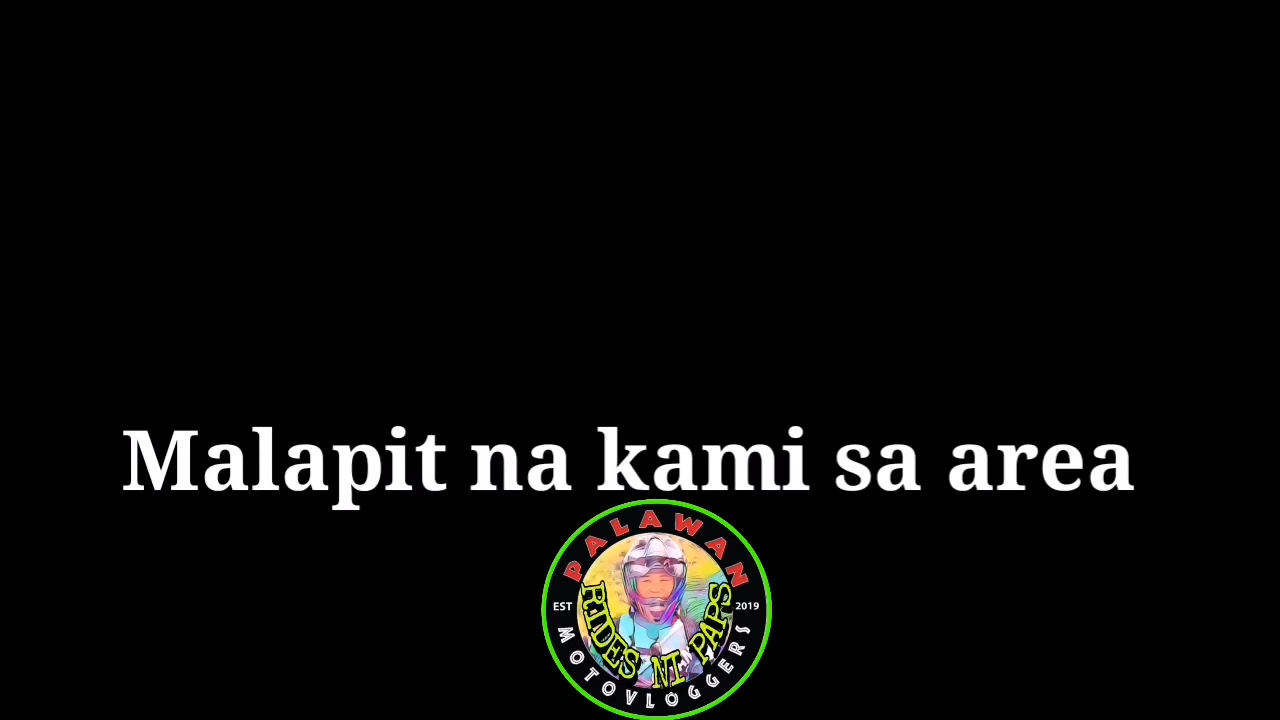 Malapit na kami sa area
PALAWAN
EST
2019
RIDES NI PAPS
MOTOVLOGGERS